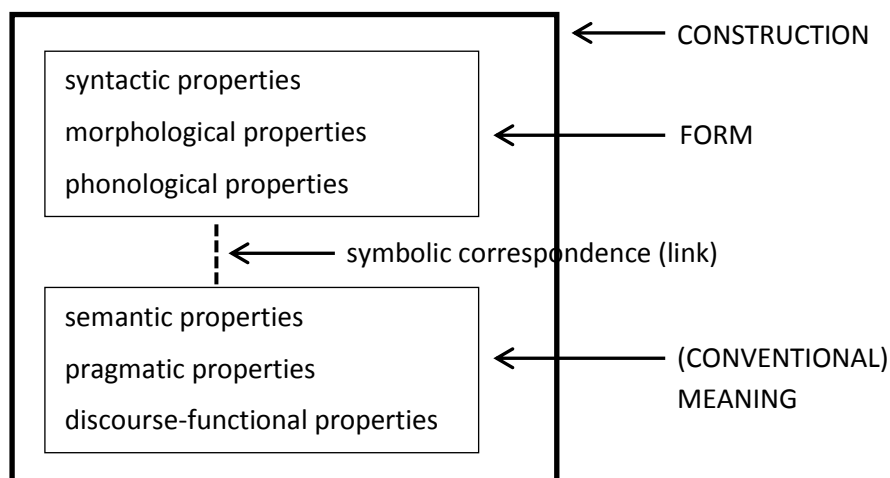 CONSTRUCTION
syntactic properties
morphological properties
FORM
phonological properties
symbolic correspondence (link)
semantic properties
pragmatic properties
discourse-functional properties
(CONVENTIONAL)
MEANING